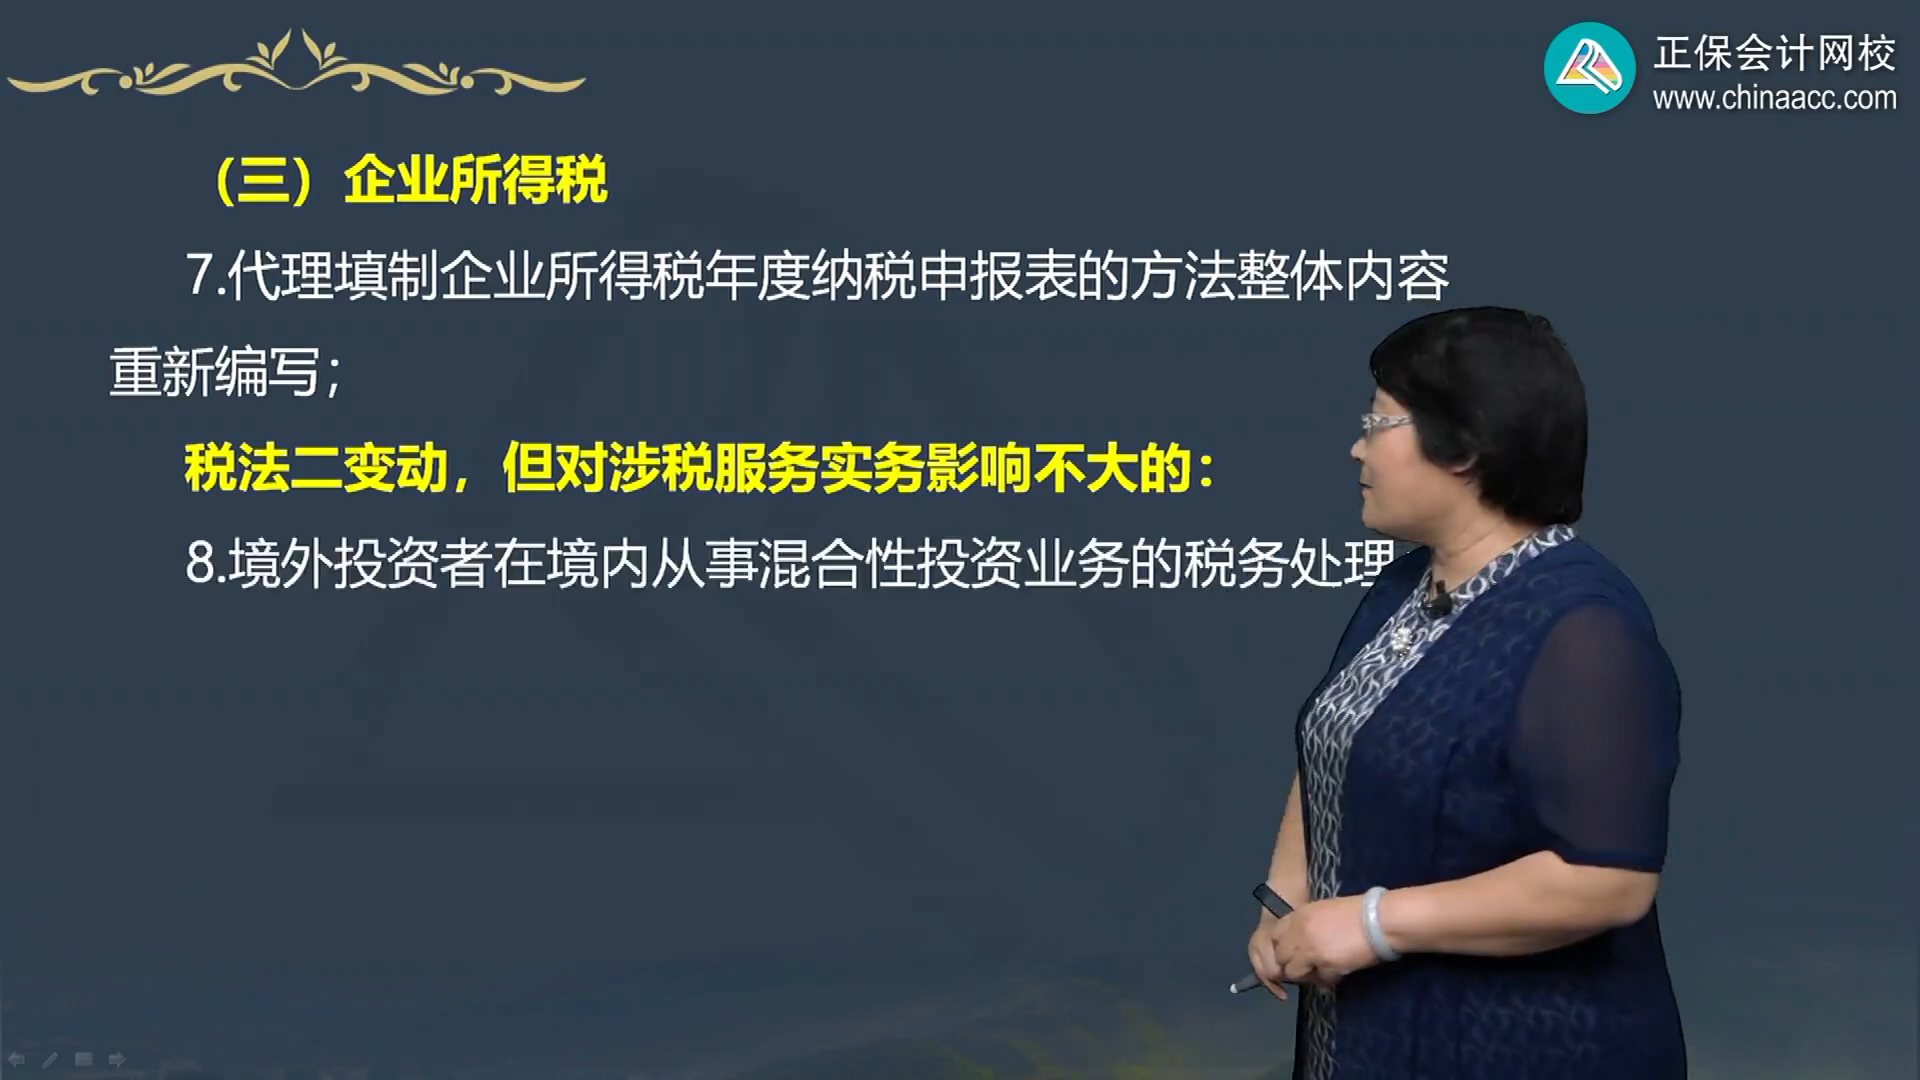 正保会计网校
www.chinaacc.com
（三）企业所得税
7.代理填制企业所得税年度纳税申报表的方法整体内容
重新编写；
税法二变动，但对涉税服务实务影响不大的：
8.境外投资者在境内从事混合性投资业务的税务处理